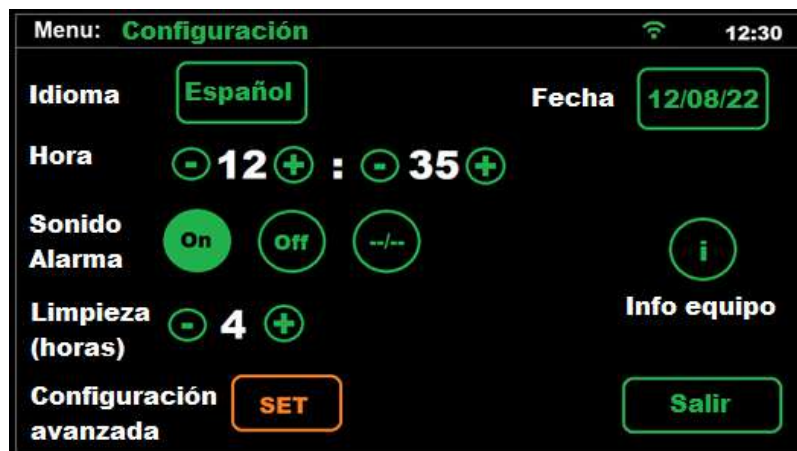 Menu: Configuración 12:30
Idioma Español Fecha 12/08/22
Hora - 12 + : - 35 +
Sonido
Alarma On Off --/-- i
Limpieza
(horas) - 4 + Info equipo
Configuración
avanzada SET Salir